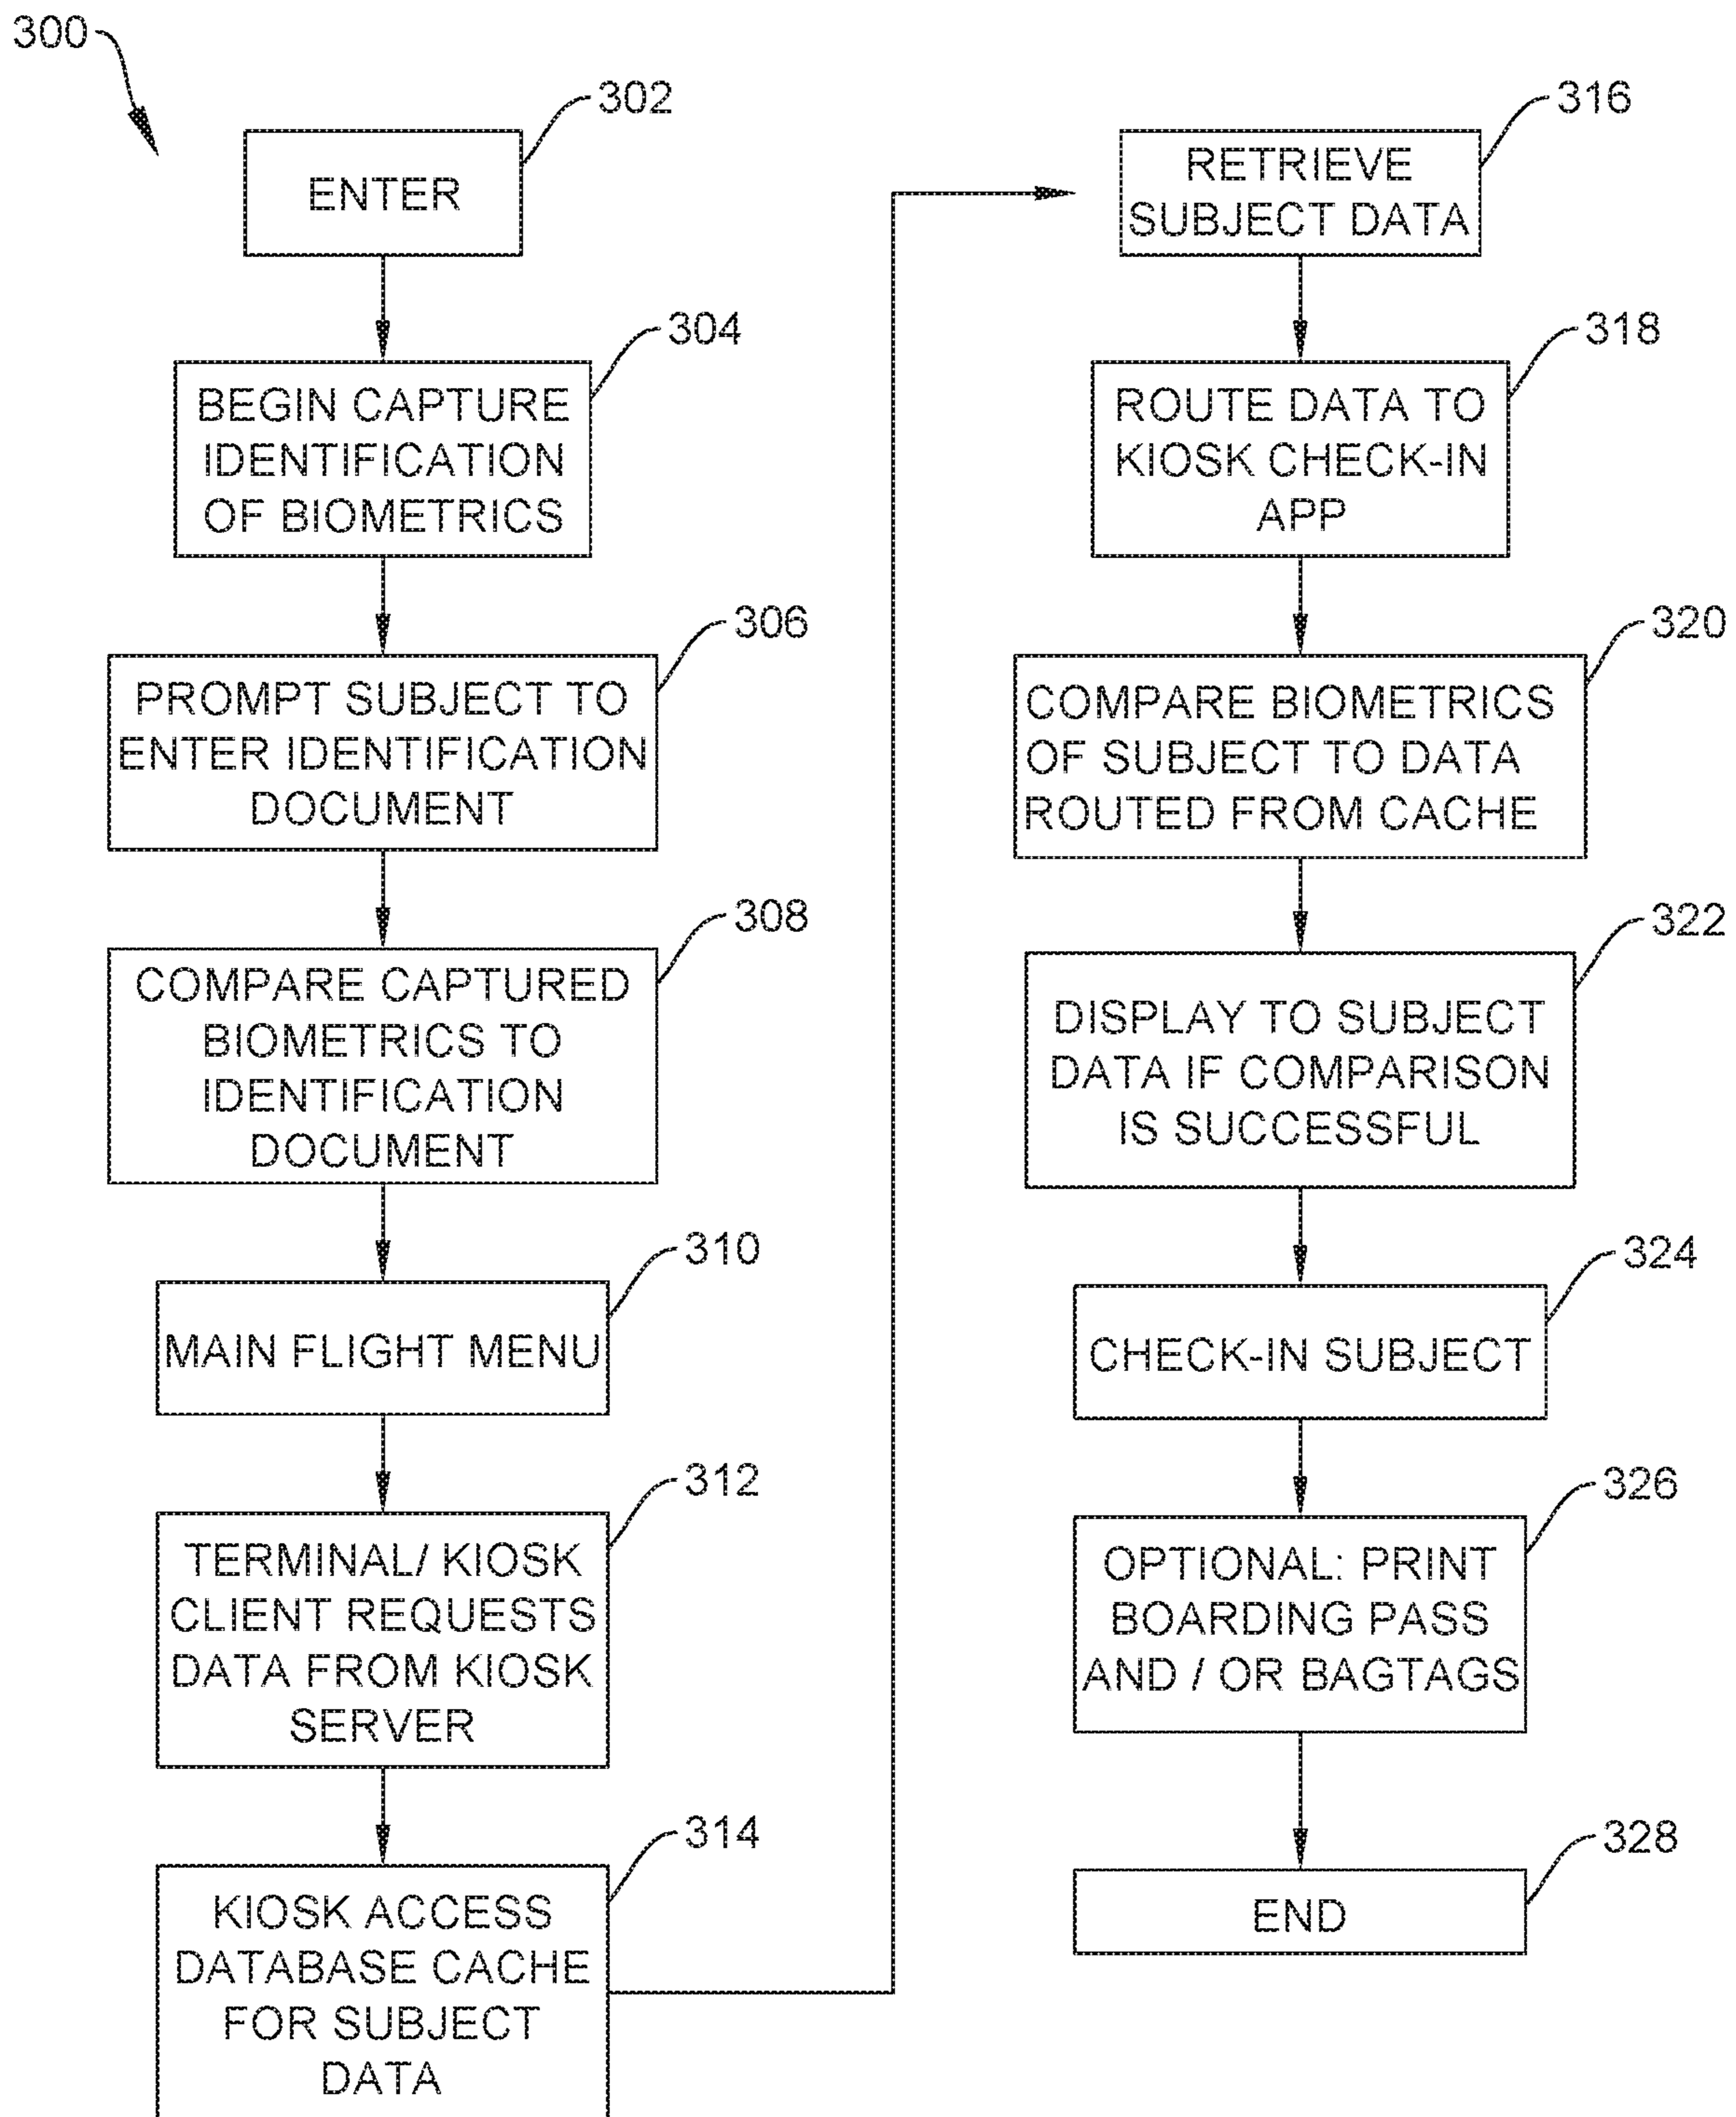 300
302
ENTER
304
BEGIN CAPTURE
IDENTIFICATION
OF BIOMETRICS
306
PROMPT SUBJECT TO
ENTER IDENTIFICATION
DOCUMENT
308
COMPARE CAPTURED
BIOMETRICS TO
IDENTIFICATION
DOCUMENT
310
MAIN FLIGHT MENU
312
TERMINAL/ KIOSK
CLIENT REQUESTS
DATA FROM KIOSK
SERVER
314
KIOSK ACCESS
DATABASE CACHE
FOR SUBJECT
DATA
316
RETRIEVE
SUBJECT DATA
318
ROUTE DATA TO
KIOSK CHECK-IN
APP
320
COMPARE BIOMETRICS
OF SUBJECT TO DATA
ROUTED FROM CACHE
322
DISPLAY TO SUBJECT
DATA IF COMPARISON
IS SUCCESSFUL
324
CHECK-IN SUBJECT
326
OPTIONAL: PRINT
BOARDING PASS
AND / OR BAGTAGS
328
END